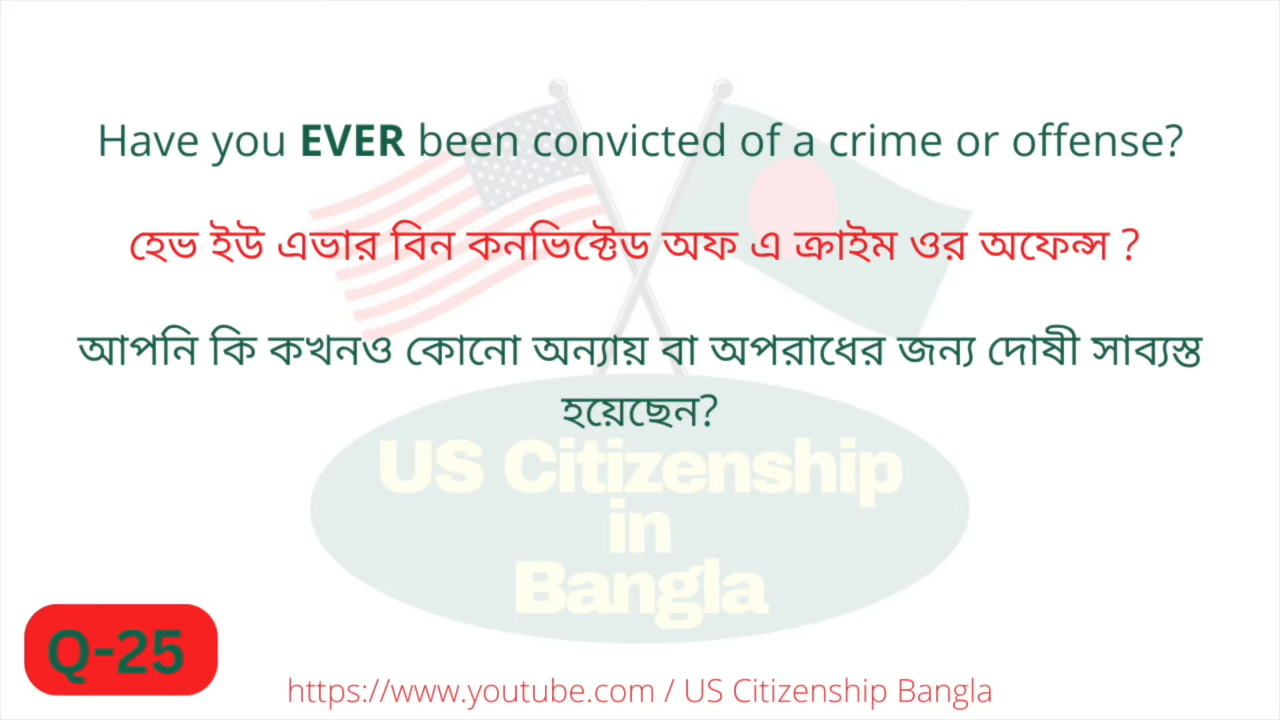 Have you EVER been convicted of a crime or offense?
হেভ ইউ এভার বিন কনভিক্টেড অফ এ ক্রাইম ওর অফেন্স ?
আপনি কি কখনও কোনো অন্যায় বা অপরাধের জন্য দোষী সাব্যস্ত
হয়েছেন?
US Citizenship
in
Bangla
Q-25
https://www.youtube.com / US Citizenship Bangla